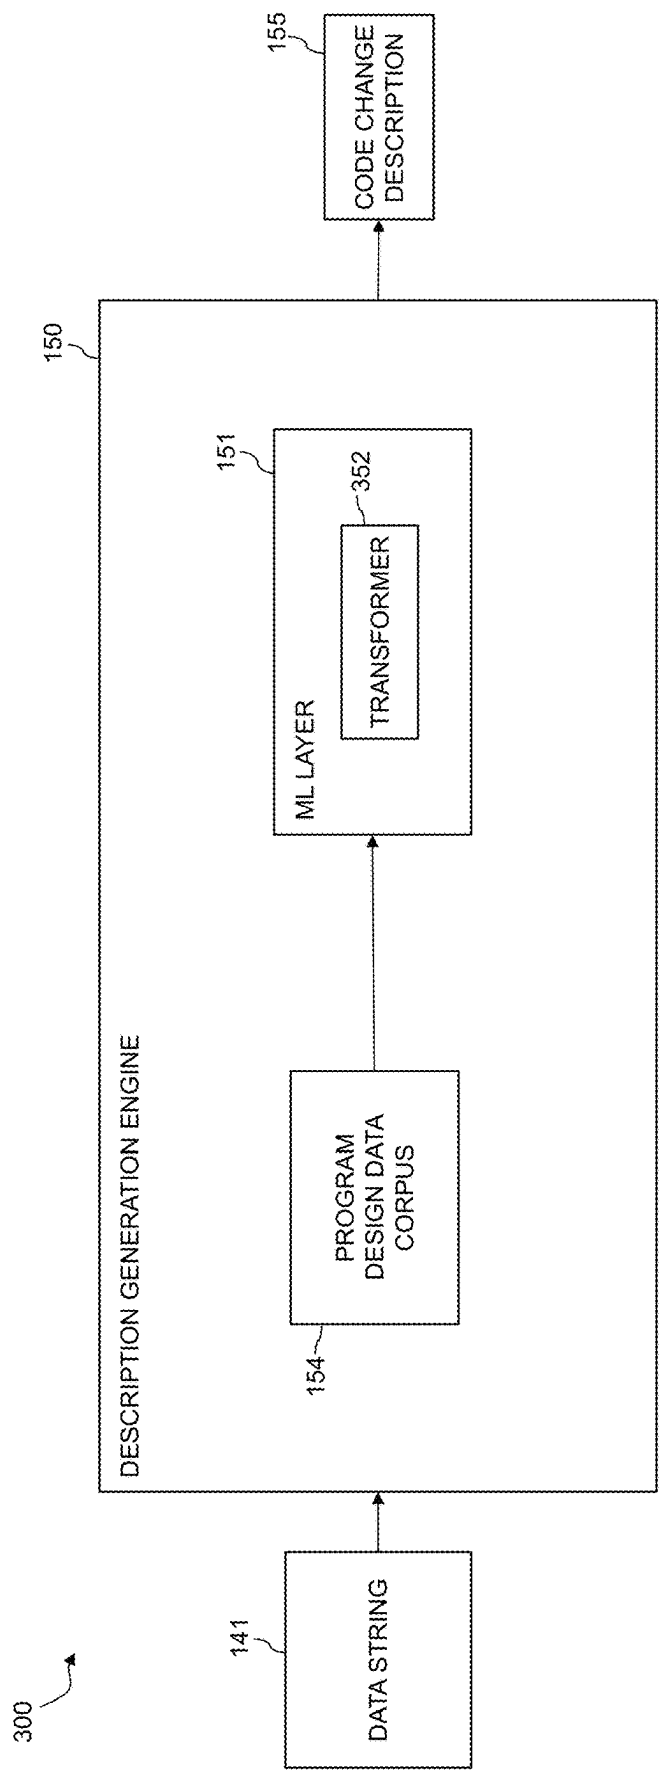 300
141
DATA STRING
DESCRIPTION GENERATION ENGINE
150
154
PROGRAM
DESIGN DATA
CORPUS
ML LAYER
151
TRANSFORMER
352
155
CODE CHANGE
DESCRIPTION